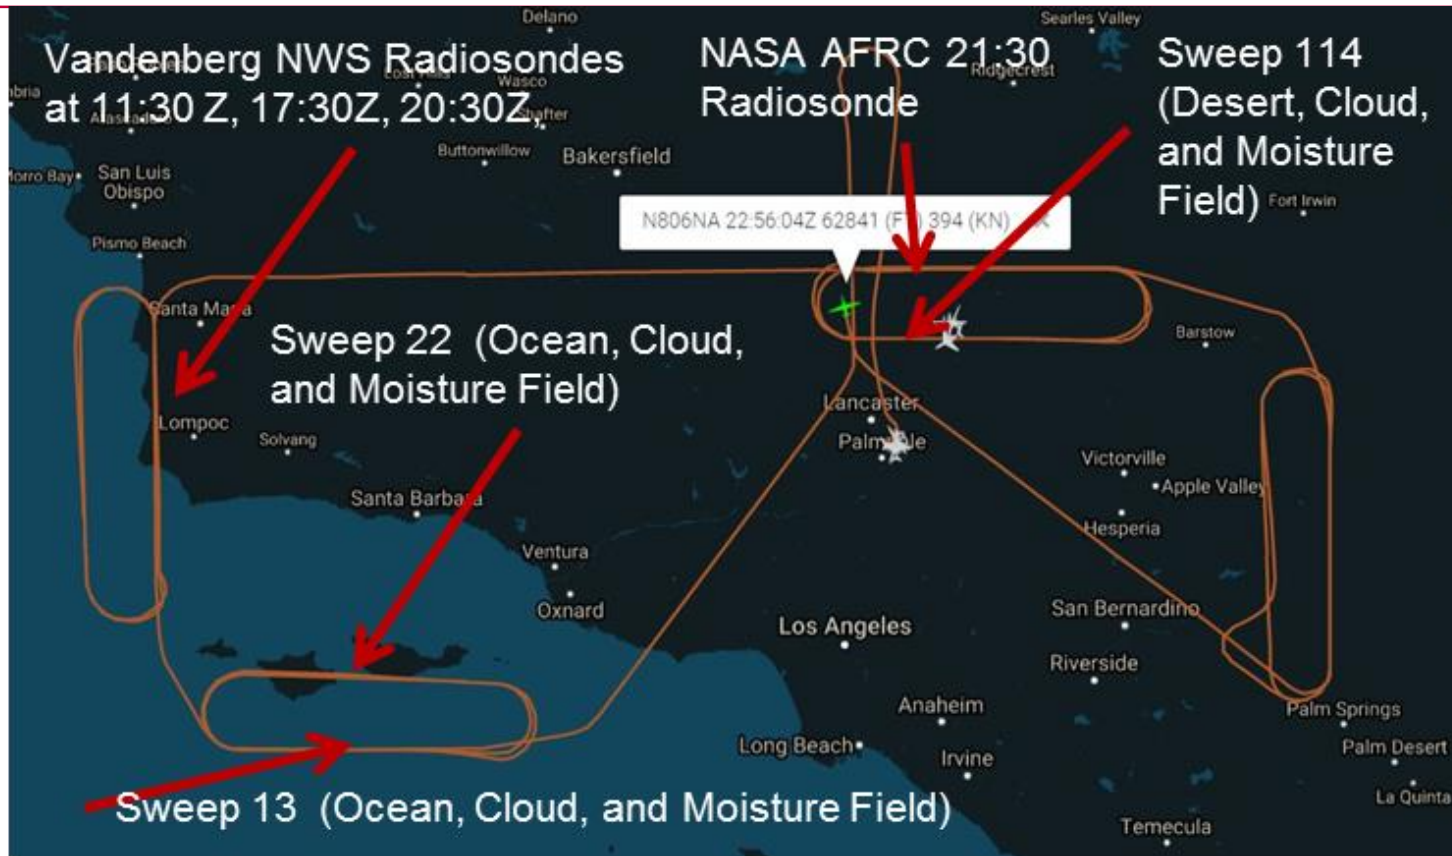 Delano
Searles Valley
Vandenberg NWS Radiosondes
at 11:30 Z, 17:30Z, 20:30Z,
NASA AFRC 21:30
Radiosonde
Sweep 114
(Desert, Cloud,
and Moisture
Field)
Lost Hills
Wasco
Ridgecrest
Shafter
Atascadero
Buttonwillow
Bakersfield
Morro Bay
San Luis
Obispo
Fort Irwin
N806NA 22:56:04Z 62841 (FT) 394 (KN)
Pismo Beach
Santa Maria
Barstow
Sweep 22 (Ocean, Cloud,
and Moisture Field)
Lancaster
Lompoc
Solvang
Palmdale
Victorville
Apple Valley
Santa Barbara
Hesperia
Ventura
Oxnard
San Bernardino
Los Angeles
Riverside
Anaheim
Palm Springs
Long Beach
Irvine
Palm Desert
La Quinta
Sweep 13 (Ocean, Cloud, and Moisture Field)
Temecula